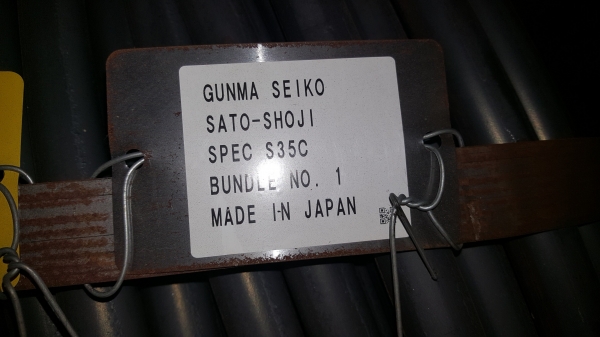 GUNMA SEIKO
SATO-SHOJI
SPEC S35C
BUNDLE NO. 1
MADE IN JAPAN